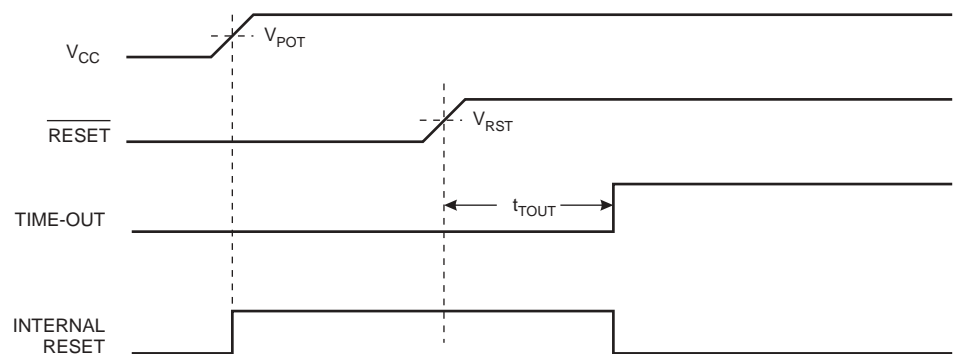 V_CC
V_POT
RESET
V_RST
TIME-OUT
t_TOUT
INTERNAL
RESET